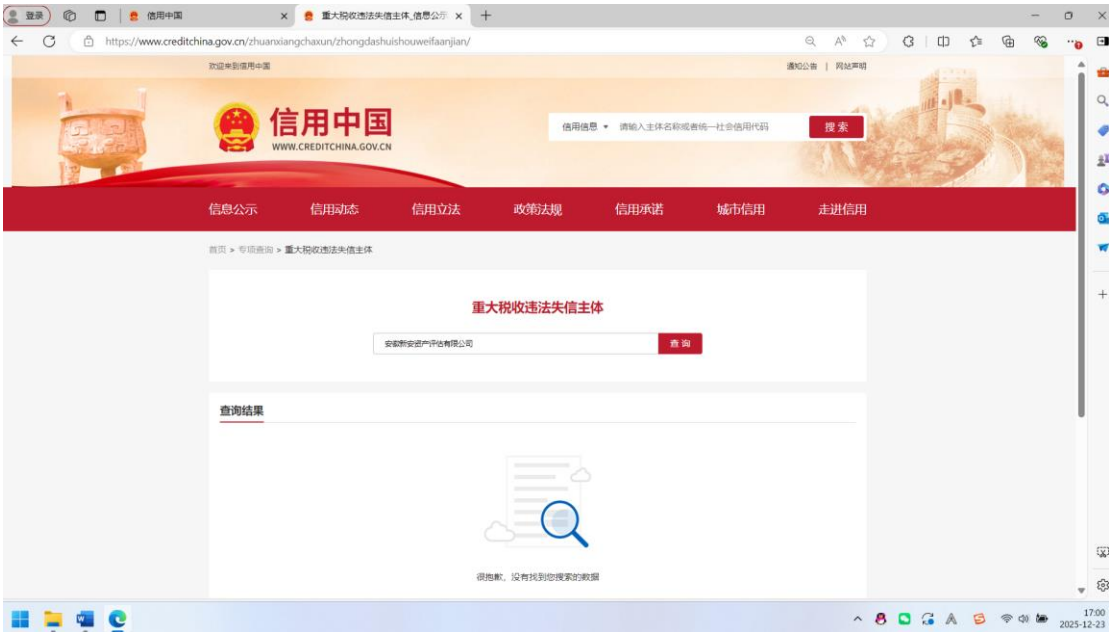 登录
信用中国
重大税收违法失信主体_信息公示
https://www.creditchina.gov.cn/zhuanxiangchaxun/zhongdashuishouweifaanjian/
欢迎来到信用中国
通知公告 | 网站声明
信用中国
WWW.CREDITCHINA.GOV.CN
信用信息
请输入主体名称或者统一社会信用代码
搜索
信息公示 信用动态 信用立法 政策法规 信用承诺 城市信用 走进信用
首页 > 专项查询 > 重大税收违法失信主体
重大税收违法失信主体
安徽新安资产评估有限公司
查询
查询结果
很抱歉，没有找到您搜索的数据
17:00
2025-12-23